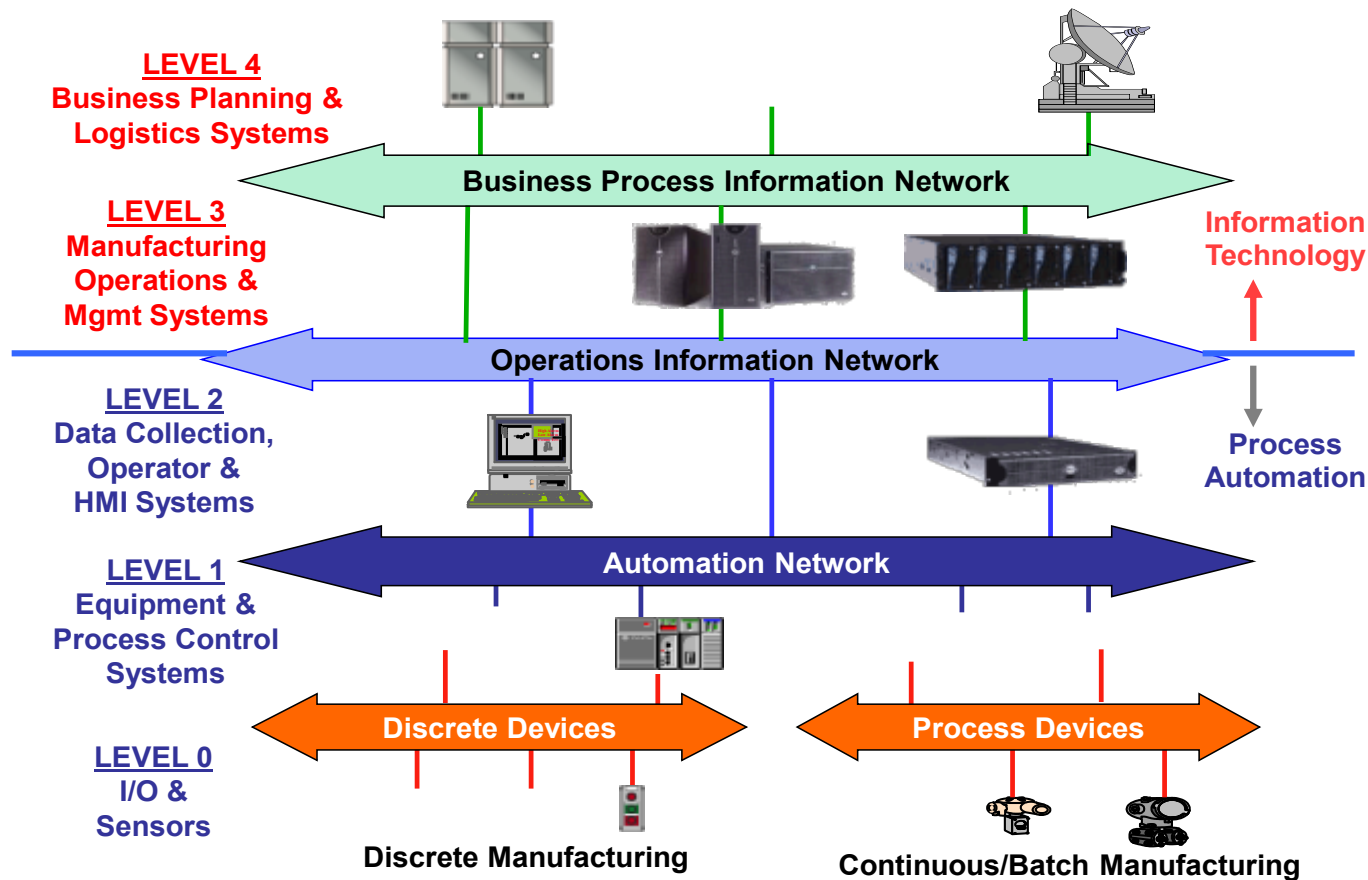 LEVEL 4
Business Planning &
Logistics Systems
Business Process Information Network
LEVEL 3
Manufacturing
Operations &
Mgmt Systems
Information
Technology
Operations Information Network
LEVEL 2
Data Collection,
Operator &
HMI Systems
Process
Automation
Automation Network
LEVEL 1
Equipment &
Process Control
Systems
Discrete Devices
Process Devices
LEVEL 0
I/O &
Sensors
Discrete Manufacturing
Continuous/Batch Manufacturing